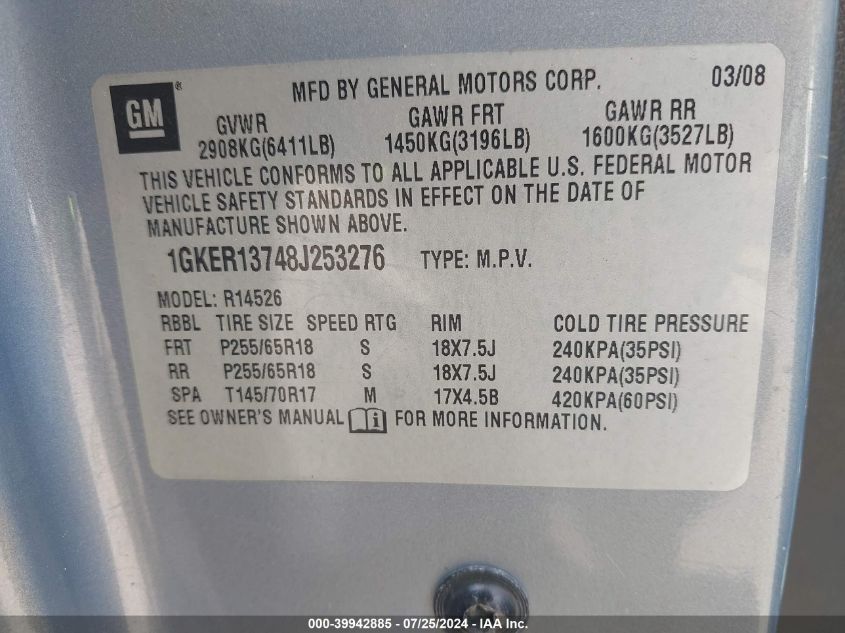 MFD BY GENERAL MOTORS CORP. 03/08
GM®
GVWR GAWR FRT GAWR RR
2908KG(6411LB) 1450KG(3196LB) 1600KG(3527LB)
THIS VEHICLE CONFORMS TO ALL APPLICABLE U.S. FEDERAL MOTOR
VEHICLE SAFETY STANDARDS IN EFFECT ON THE DATE OF
MANUFACTURE SHOWN ABOVE.
1GKER13748J253276 TYPE: M.P.V.
MODEL: R14526
RBBL TIRE SIZE SPEED RTG RIM COLD TIRE PRESSURE
FRT P255/65R18 S 18X7.5J 240KPA(35PSI)
RR P255/65R18 S 18X7.5J 240KPA(35PSI)
SPA T145/70R17 M 17X4.5B 420KPA(60PSI)
SEE OWNER'S MANUAL i FOR MORE INFORMATION.
000-39942885 - 07/25/2024 - IAA Inc.